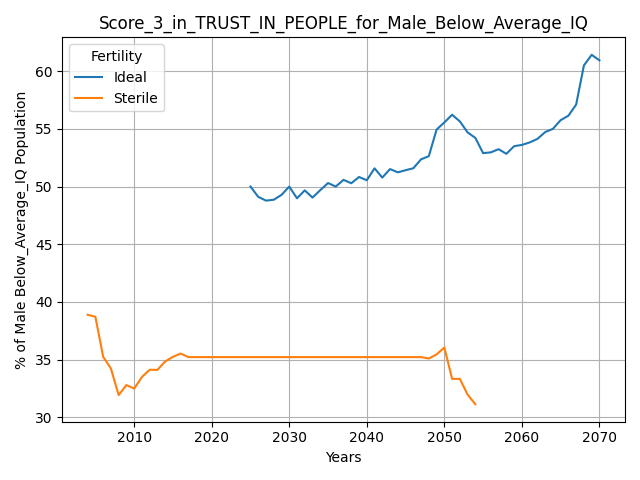 Score_3_in_TRUST_IN_PEOPLE_for_Male_Below_Average_IQ
Fertility
Ideal
Sterile
% of Male Below_Average_IQ Population
60
55
50
45
40
35
30
2010 2020 2030 2040 2050 2060 2070
Years